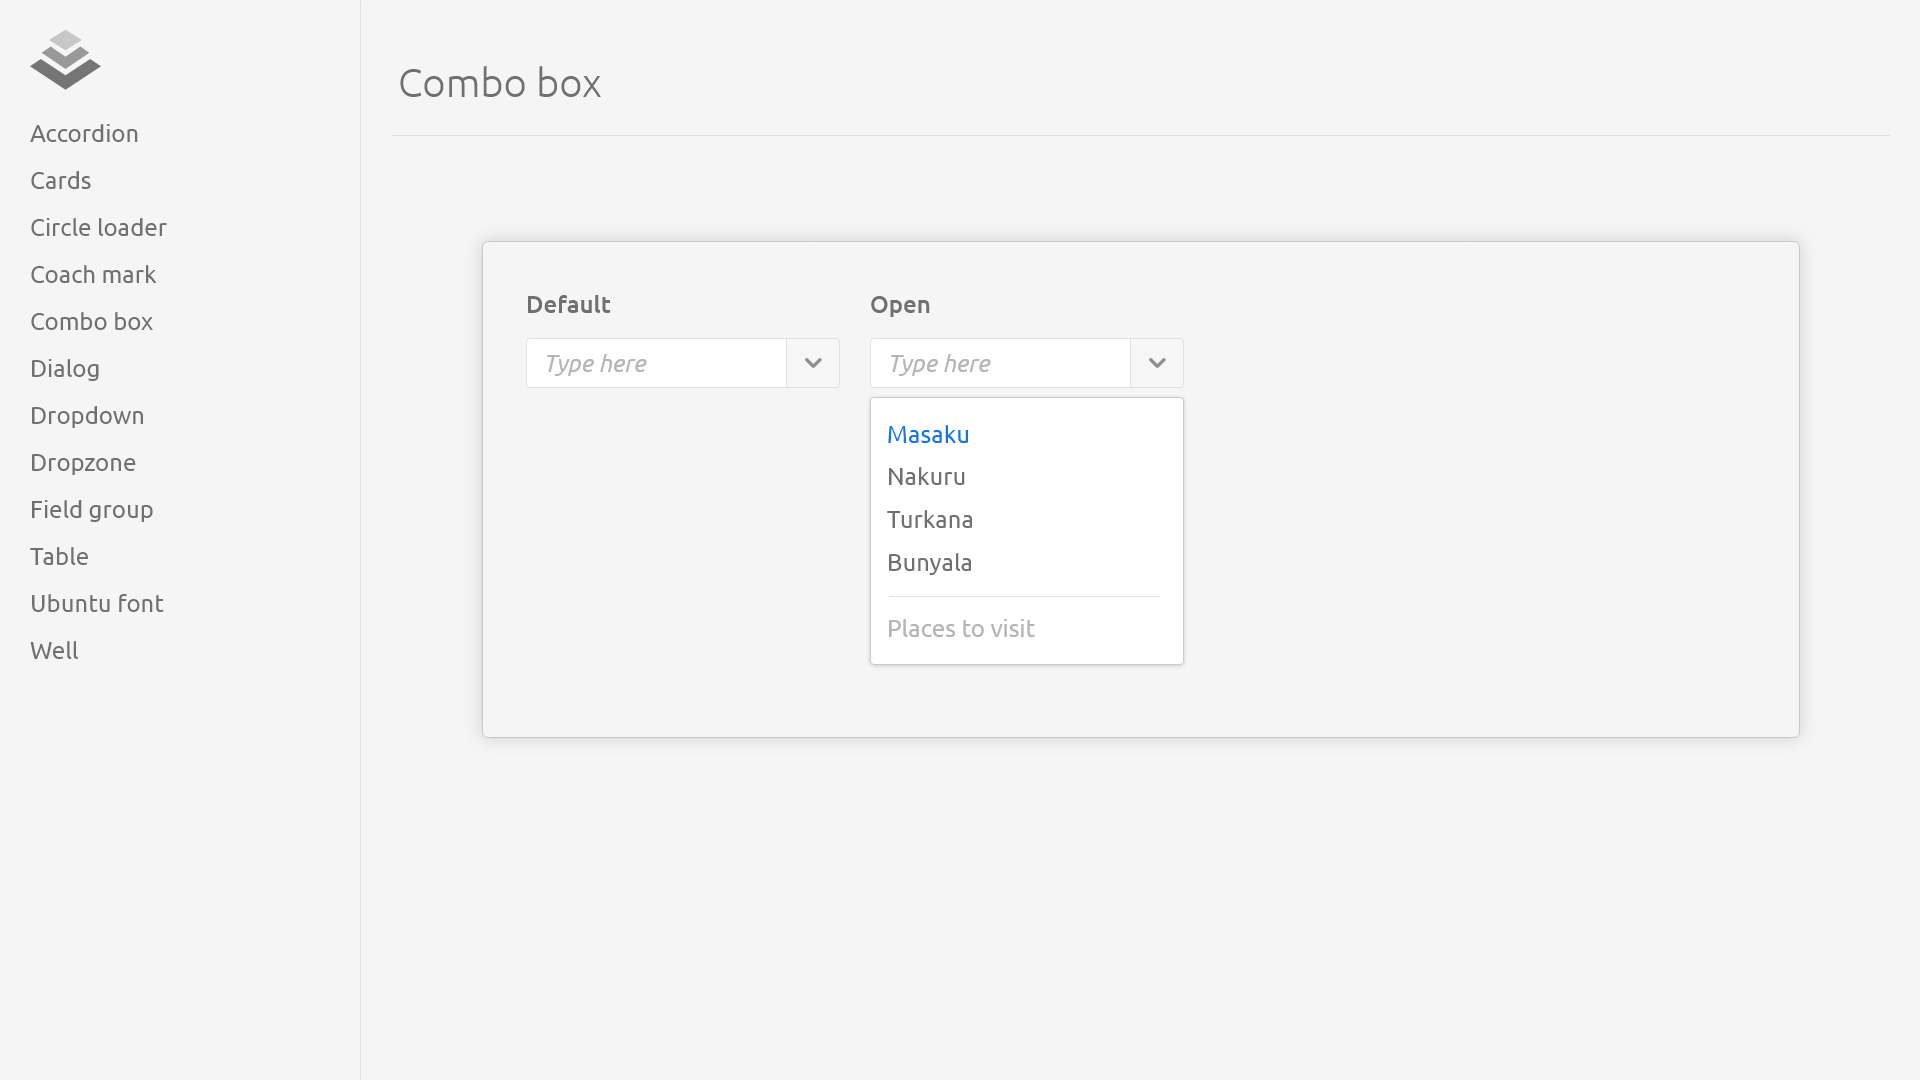 Accordion
Cards
Circle loader
Coach mark
Combo box
Dialog
Dropdown
Dropzone
Field group
Table
Ubuntu font
Well
Combo box
Default
Type here
Open
Type here
Masaku
Nakuru
Turkana
Bunyala
Places to visit